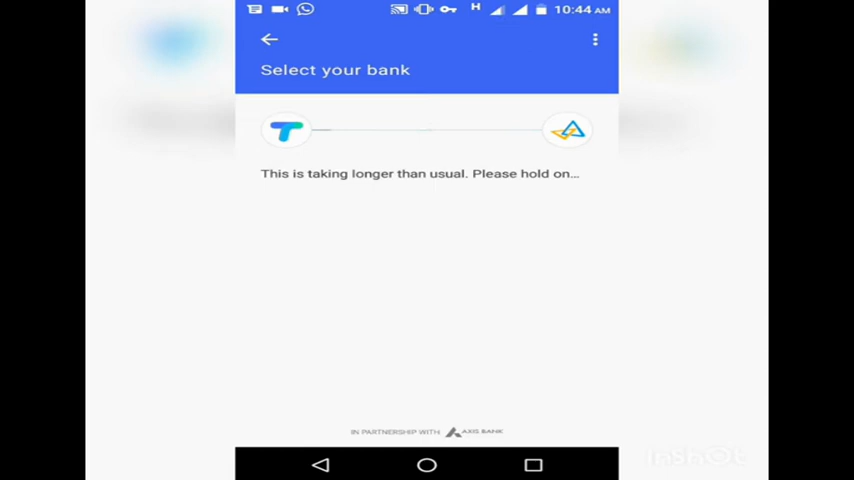 H 10:44 AM
Select your bank
This is taking longer than usual. Please hold on...
IN PARTNERSHIP WITH AXIS BANK
InShOt